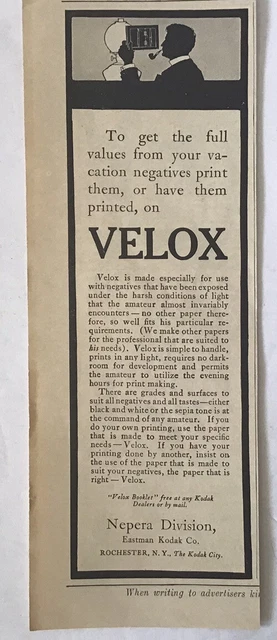 To get the full
values from your va-
cation negatives print
them, or have them
printed, on
VELOX
Velox is made especially for use
with negatives that have been exposed
under the harsh conditions of light
that the amateur almost invariably
encounters — no other paper there-
fore, so well fits his particular re-
quirements. (We make other papers
for the professional that are suited to
his needs). Velox is simple to handle,
prints in any light, requires no dark-
room for development and permits
the amateur to utilize the evening
hours for print making.
There are grades and surfaces to
suit all negatives and all tastes—either
black and white or the sepia tone is at
the command of any amateur. If you
do your own printing, use the paper
that is made to meet your specific
needs — Velox. If you have your
printing done by another, insist on
the use of the paper that is made to
suit your negatives, the paper that is
right — Velox.
"Velox Booklet" free at any Kodak
Dealers or by mail.
Nepera Division,
Eastman Kodak Co.
ROCHESTER, N. Y., The Kodak City.
When writing to advertisers